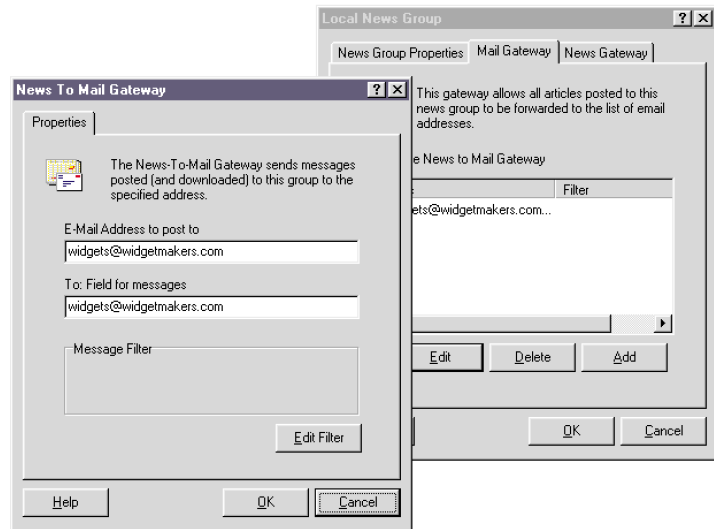 Local News Group
News Group Properties
Mail Gateway
News Gateway
This gateway allows all articles posted to this
news group to be forwarded to the list of email
addresses.
News to Mail Gateway
Filter
ets@widgetmakers.com...
Edit
Delete
Add
OK
Cancel
News To Mail Gateway
Properties
The News-To-Mail Gateway sends messages
posted (and downloaded) to this group to the
specified address.
E-Mail Address to post to
widgets@widgetmakers.com
To: Field for messages
widgets@widgetmakers.com
Message Filter
Edit Filter
Help
OK
Cancel